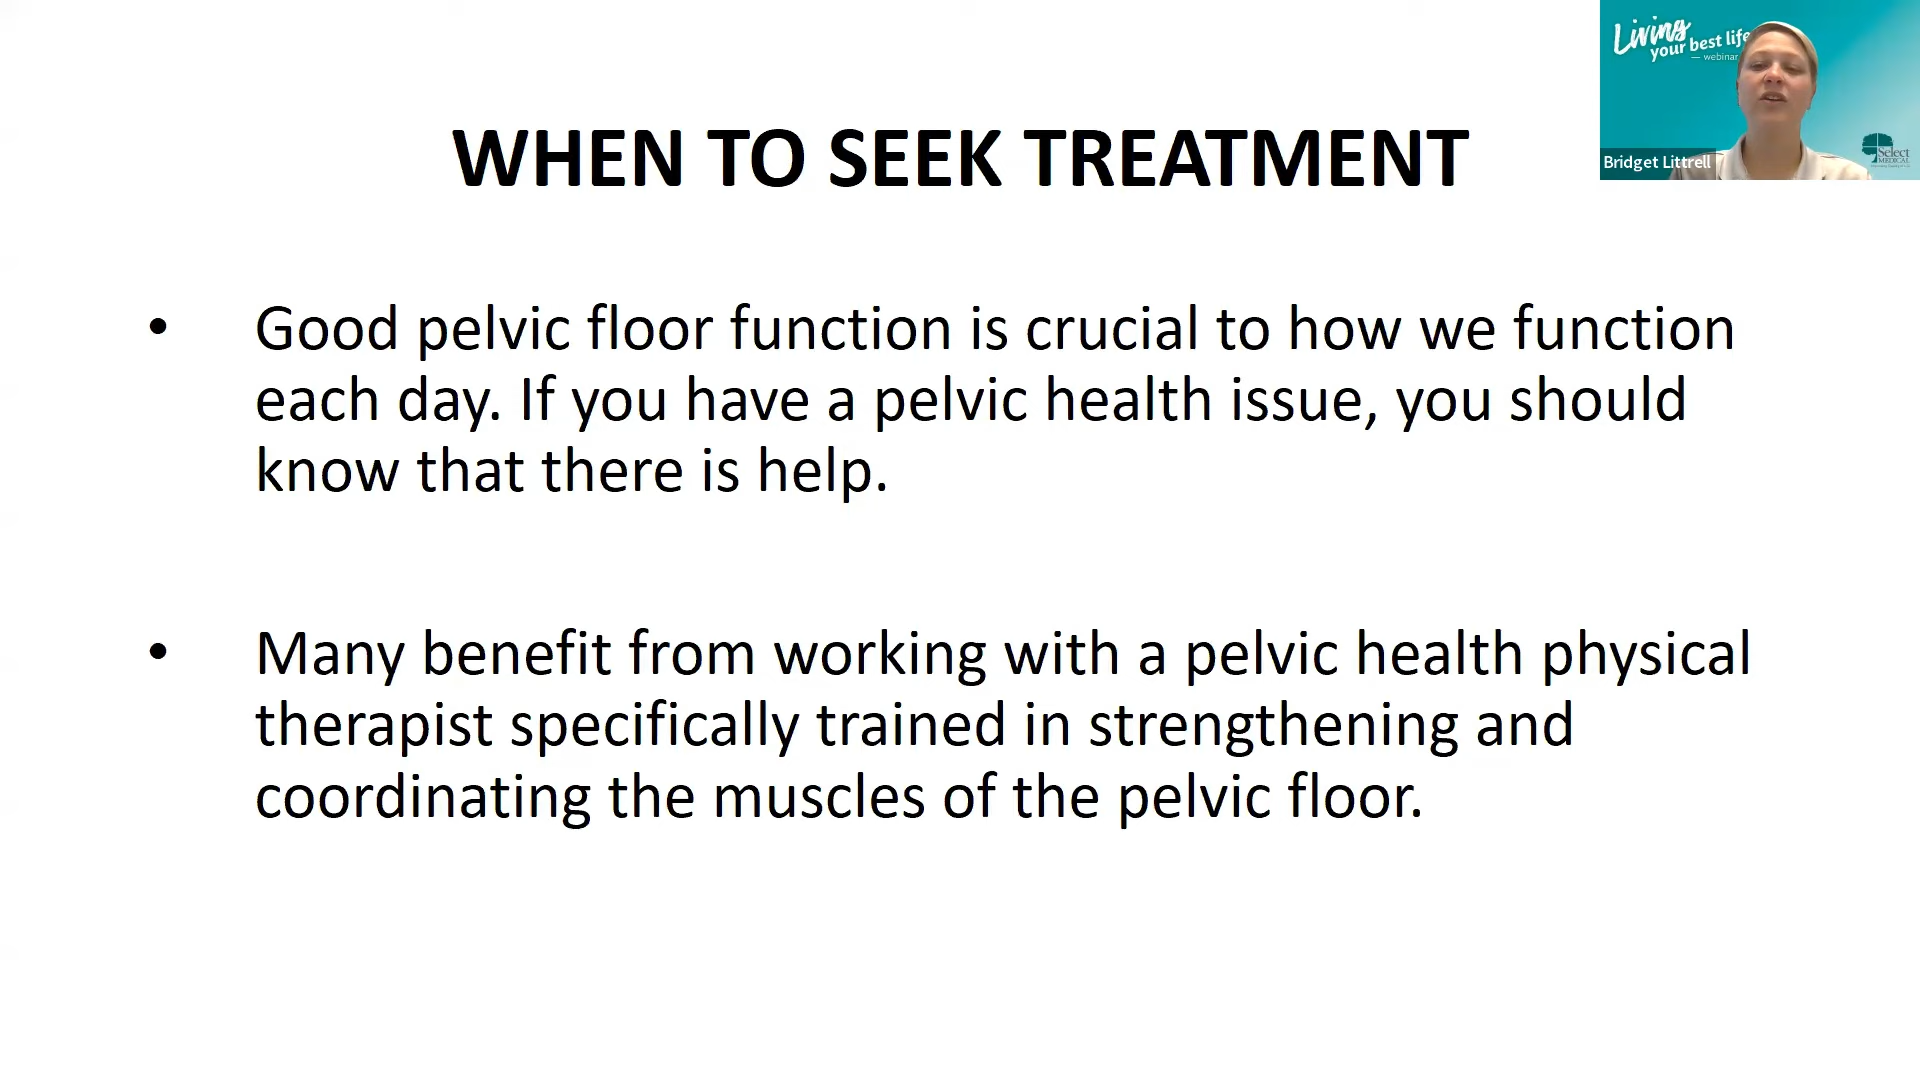 Living
your best life
— webinar
Select
MEDICAL
Bridget Littrell
WHEN TO SEEK TREATMENT
• Good pelvic floor function is crucial to how we function
each day. If you have a pelvic health issue, you should
know that there is help.
• Many benefit from working with a pelvic health physical
therapist specifically trained in strengthening and
coordinating the muscles of the pelvic floor.